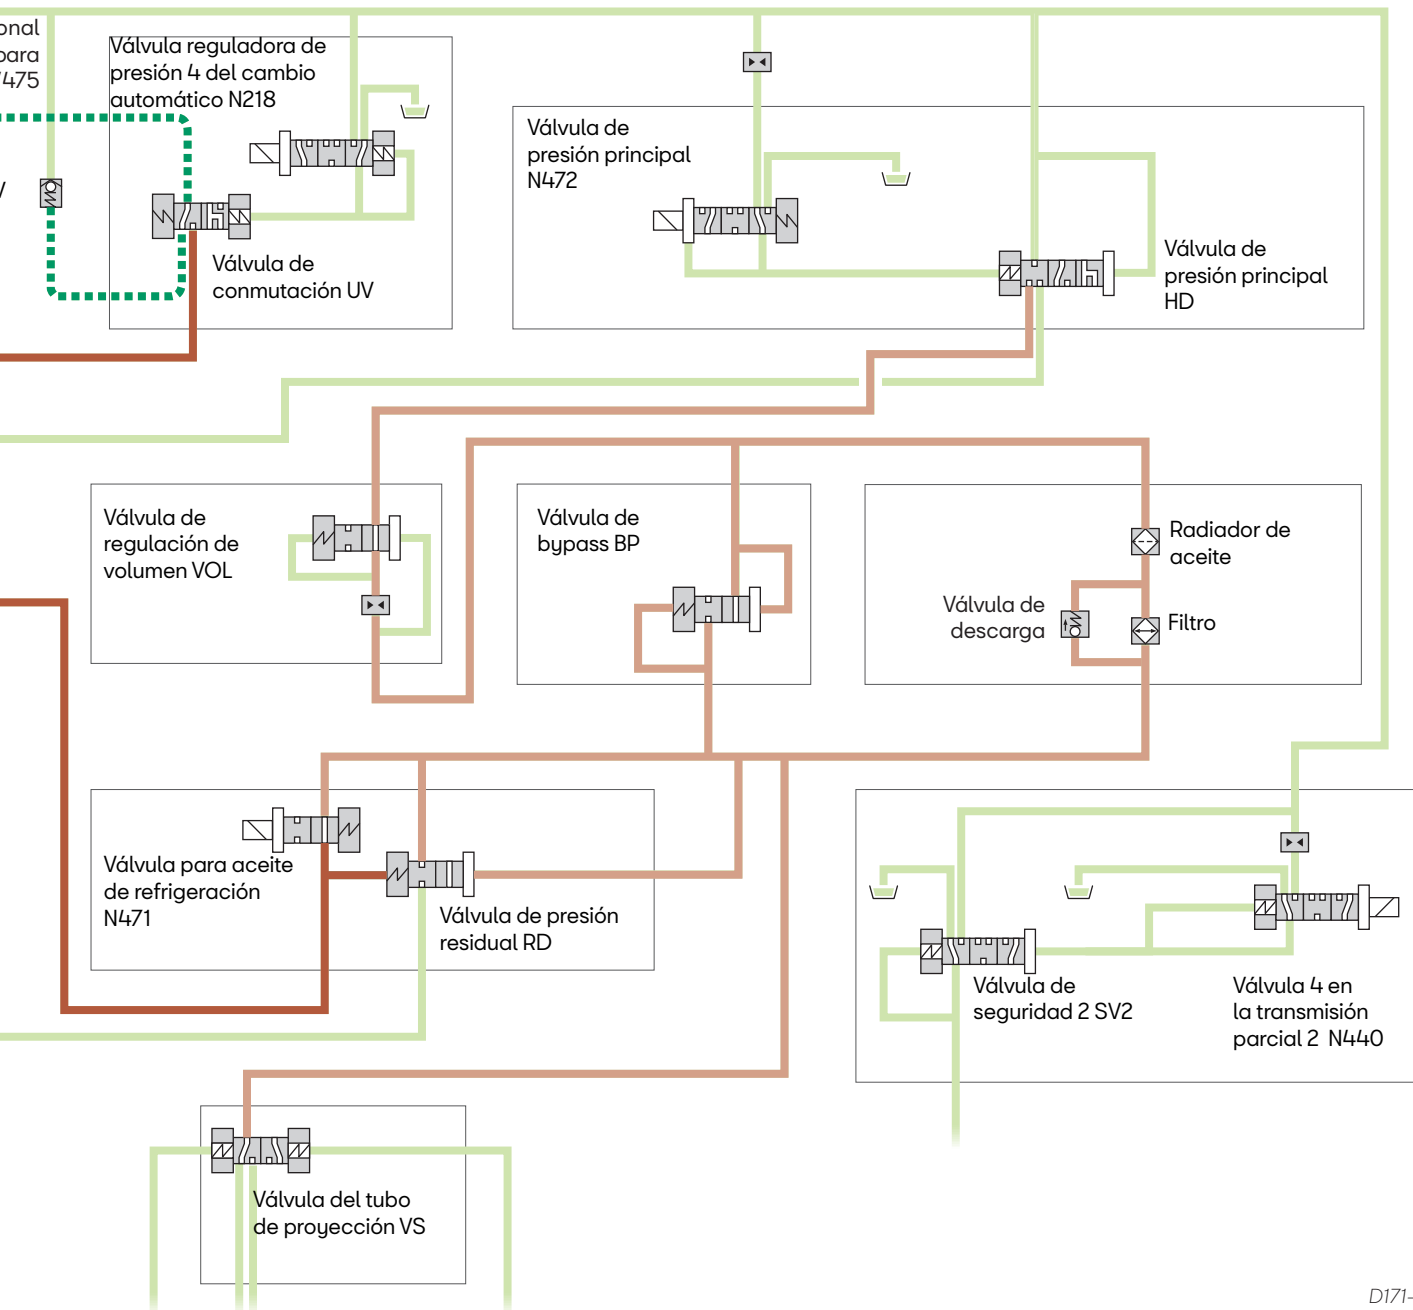 onal
para
475
Válvula reguladora de
presión 4 del cambio
automático N218
Válvula de
conmutación UV
Válvula de
presión principal
N472
Válvula de
presión principal
HD
Válvula de
regulación de
volumen VOL
Válvula de
bypass BP
Radiador de
aceite
Válvula de
descarga
Filtro
Válvula para aceite
de refrigeración
N471
Válvula de presión
residual RD
Válvula de
seguridad 2 SV2
Válvula 4 en
la transmisión
parcial 2 N440
Válvula del tubo
de proyección VS
D171-